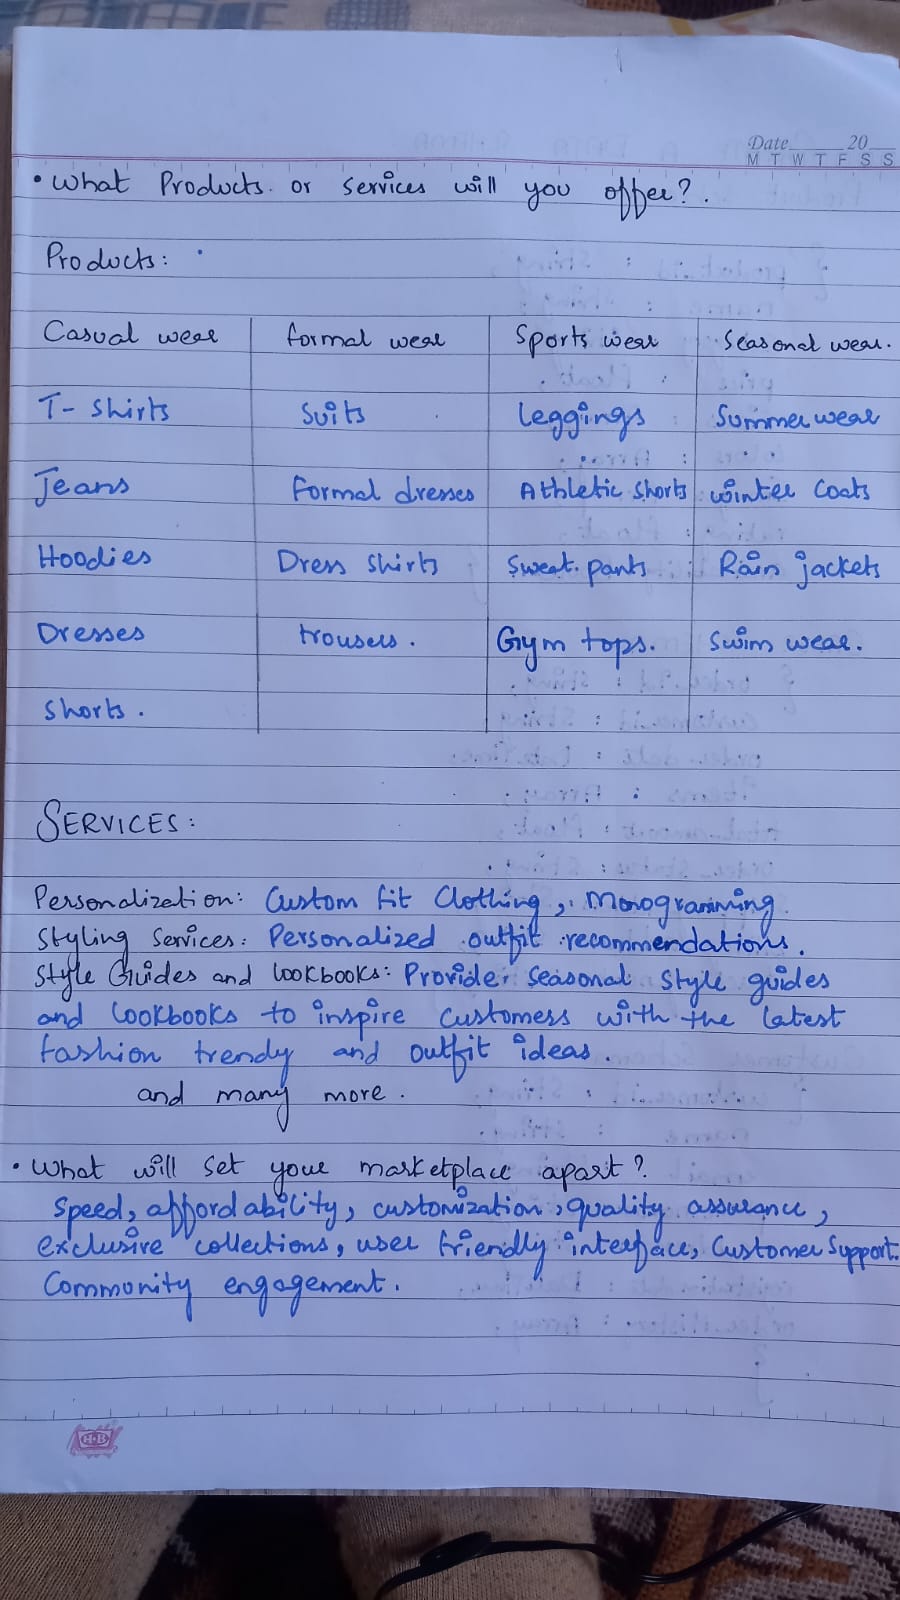 Date 20
M T W T F S S
• What Products or Services will you offer?.
Products:
Casual wear formal wear Sports wear Seasonal wear.
T- Shirts Suits Leggings Summer wear
Jeans formal dresses Athletic shorts winter Coats
Hoodies Dress shirts Sweat pants Rain jackets
Dresses trousers. Gym tops. Swim wear.
Shorts.
SERVICES:
Personalization: Custom fit Clothing, Monogramming.
Styling Services: Personalized outfit recommendations.
Style Guides and Lookbooks: Provide seasonal style guides
and lookbooks to inspire customers with the latest
fashion trendy and outfit ideas.
and many more.
• What will set your marketplace apart?
Speed, affordability, customization, quality assurance,
exclusive collections, user friendly interface, Customer Support.
Community engagement.